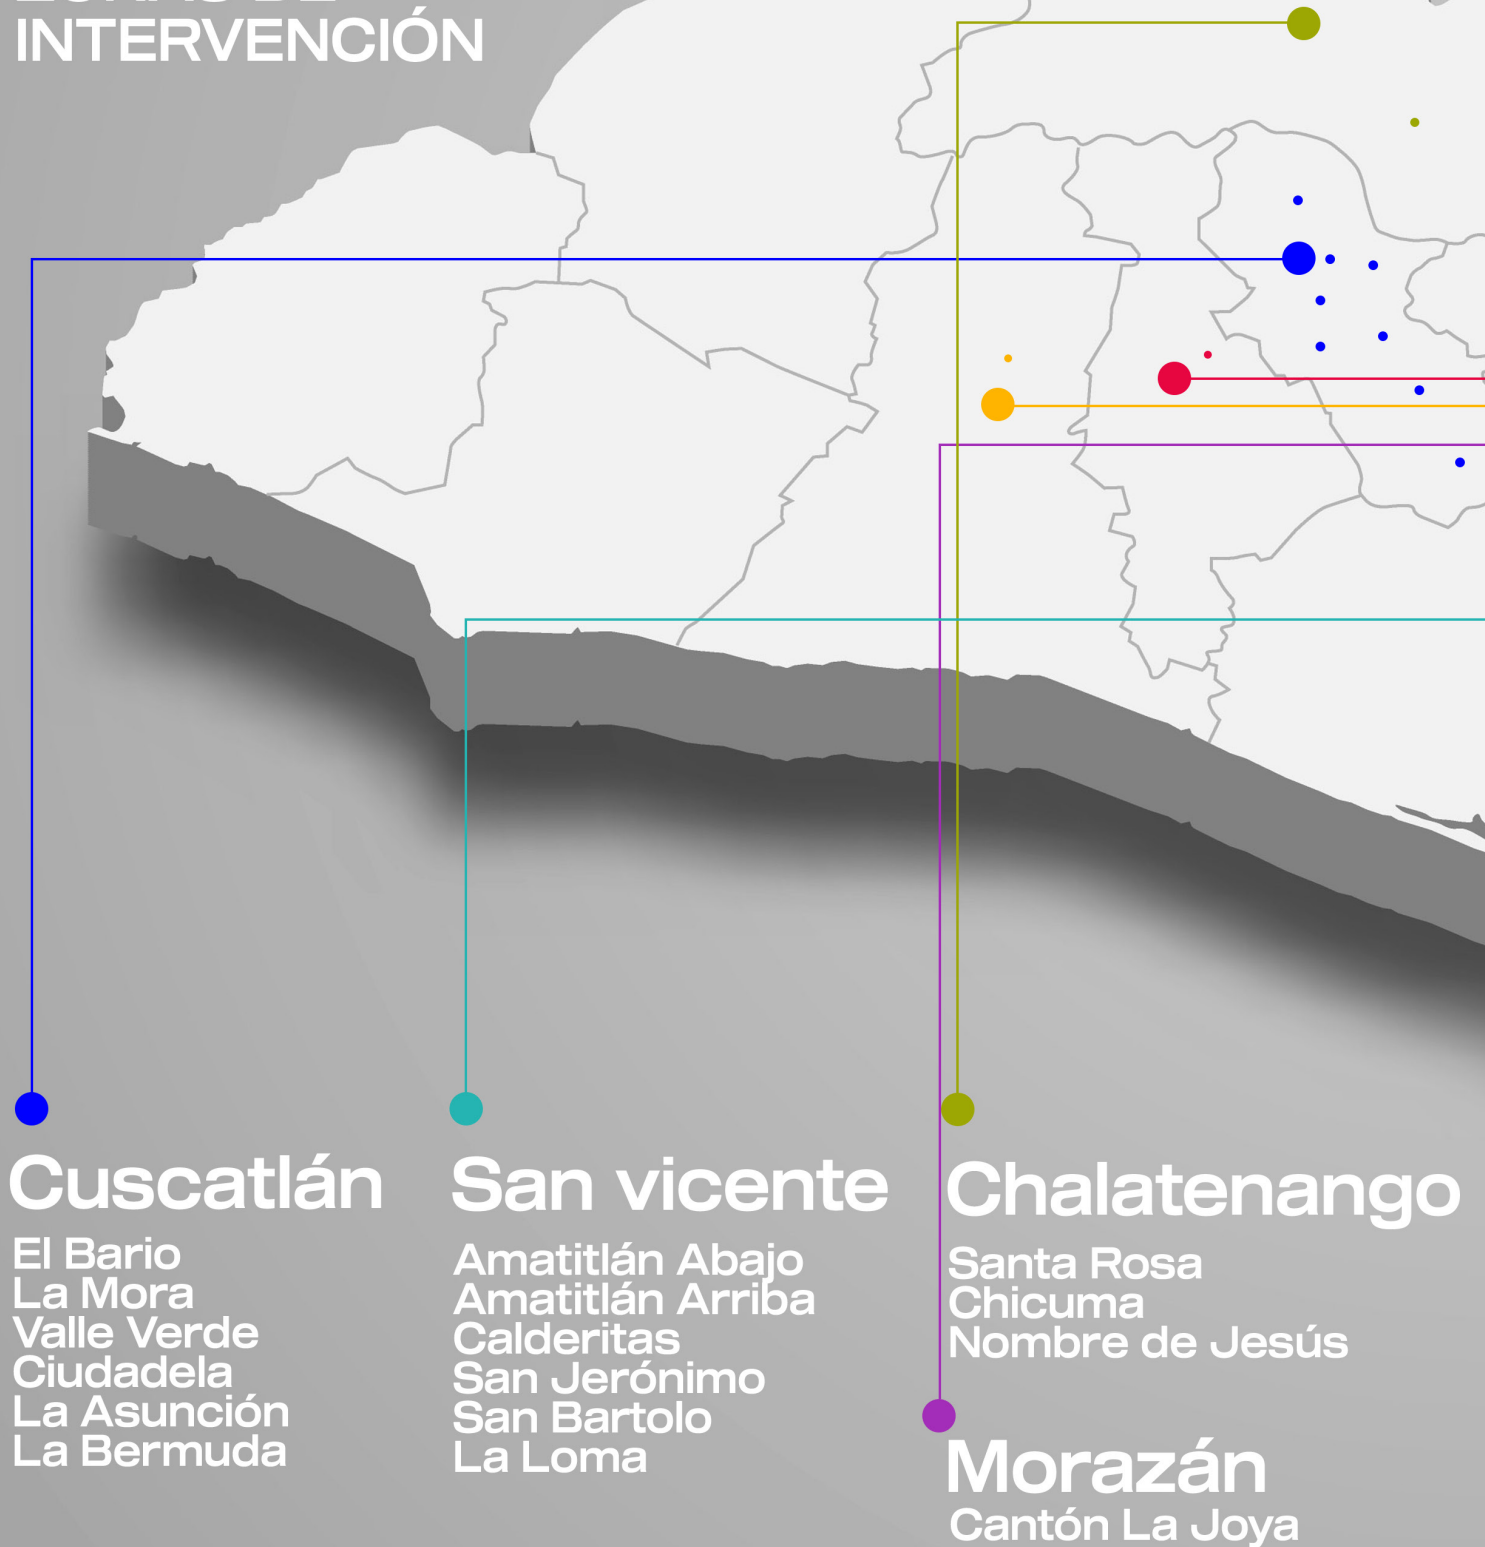 INTERVENCIÓN
Cuscatlán
El Bario
La Mora
Valle Verde
Ciudadela
La Asunción
La Bermuda
San vicente
Amatitlán Abajo
Amatitlán Arriba
Calderitas
San Jerónimo
San Bartolo
La Loma
Chalatenango
Santa Rosa
Chicuma
Nombre de Jesús
Morazán
Cantón La Joya